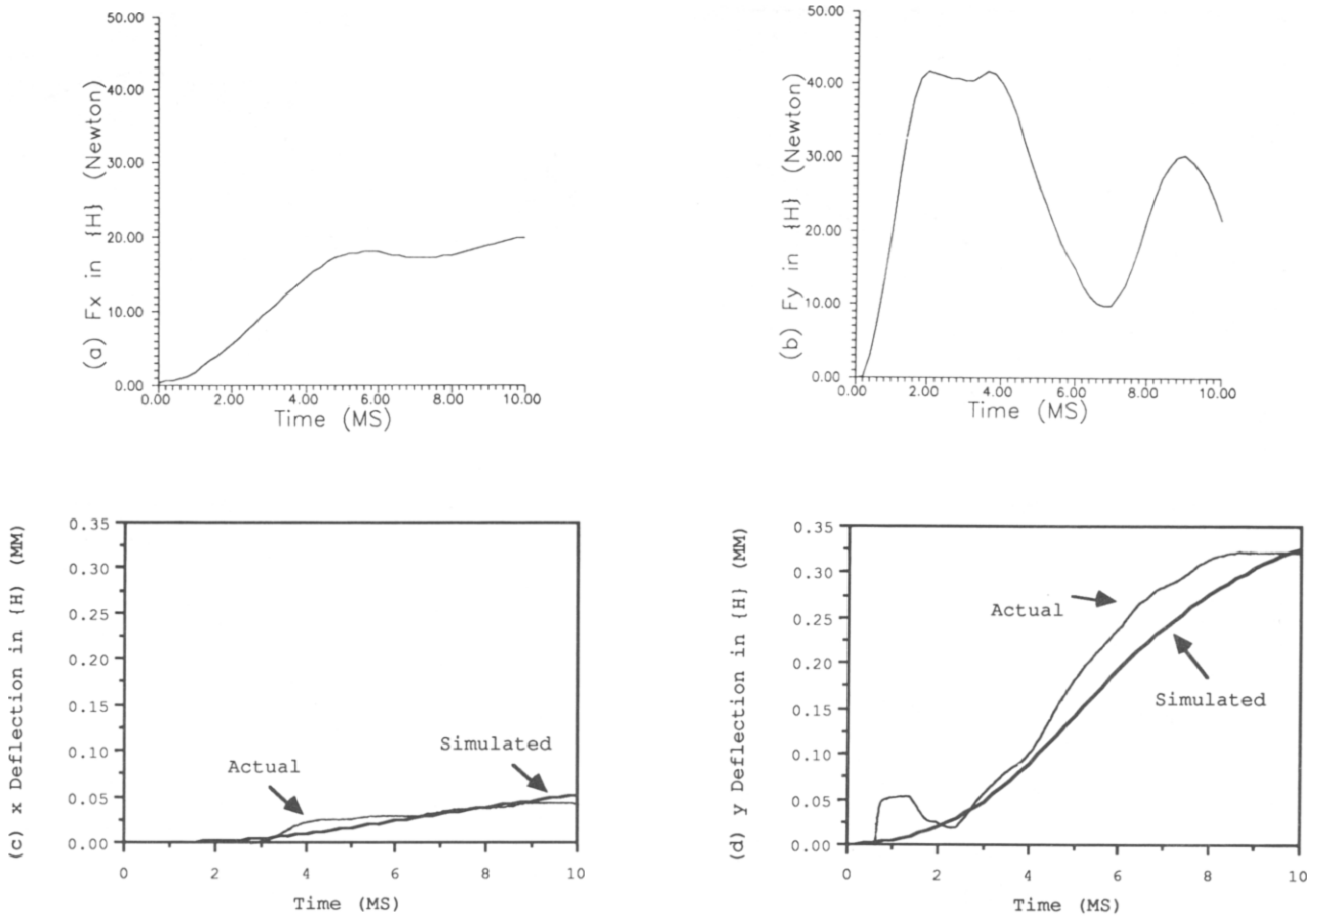 50.00
40.00
30.00
20.00
10.00
0.00
(a) Fx in {H} (Newton)
0.00 2.00 4.00 6.00 8.00 10.00
Time (MS)
50.00
40.00
30.00
20.00
10.00
0.00
(b) Fy in {H} (Newton)
0.00 2.00 4.00 6.00 8.00 10.00
Time (MS)
0.35
0.30
0.25
0.20
0.15
0.10
0.05
0.00
(c) x Deflection in {H} (MM)
Actual
Simulated
0 2 4 6 8 10
Time (MS)
0.35
0.30
0.25
0.20
0.15
0.10
0.05
0.00
(d) y Deflection in {H} (MM)
Actual
Simulated
0 2 4 6 8 10
Time (MS)